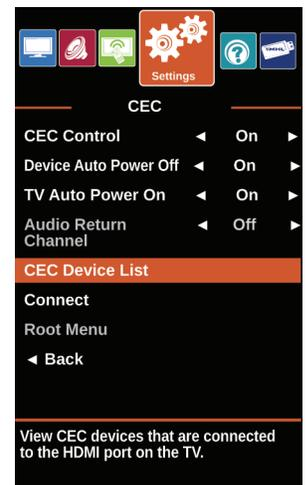 Settings
CEC
CEC Control ◄ On ►
Device Auto Power Off ◄ On ►
TV Auto Power On ◄ On ►
Audio Return
Channel ◄ Off ►
CEC Device List
Connect
Root Menu
◄ Back
View CEC devices that are connected
to the HDMI port on the TV.